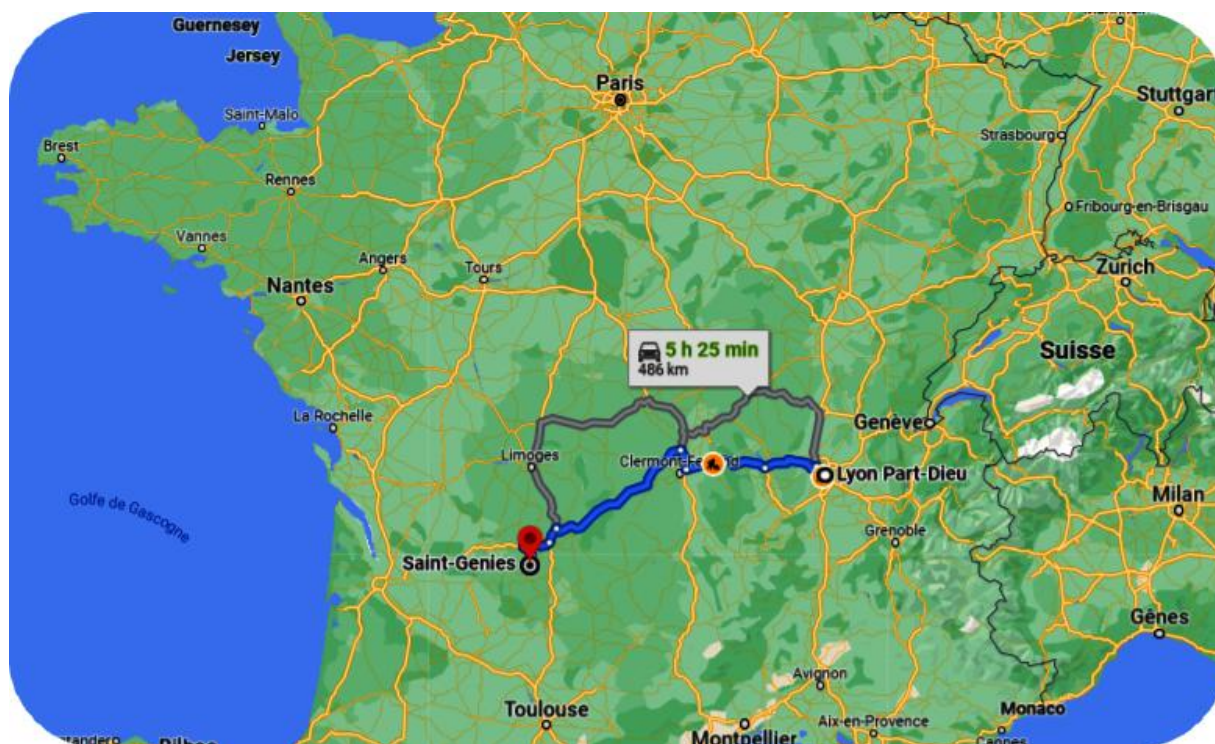 Guernesey
Jersey
Paris
Stuttgar
Saint-Malo
Strasbourg
Brest
Rennes
Fribourg-en-Brisgau
Vannes
Angers
Tours
Zurich
Nantes
5 h 25 min
486 km
Suisse
La Rochelle
Genève
Limoges
Lyon Part-Dieu
Golfe de Gascogne
Milan
Grenoble
Saint-Genies
Gênes
Avignon
Toulouse
Monaco
Aix-en-Provence
Montpellier